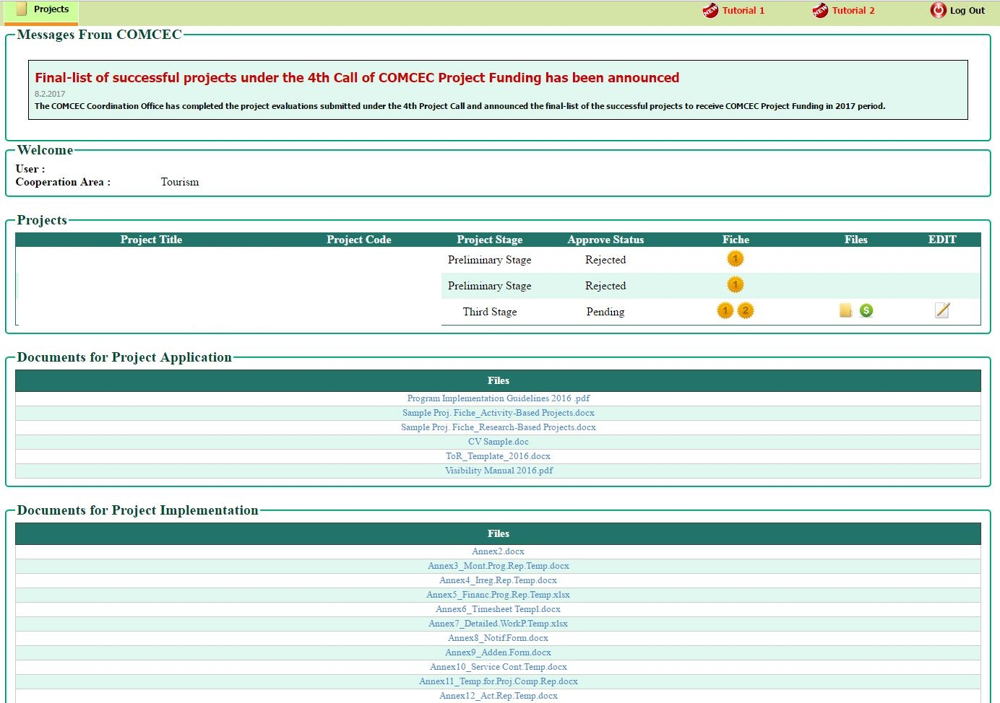 Projects
NEW Tutorial 1
NEW Tutorial 2
Log Out
Messages From COMCEC
Final-list of successful projects under the 4th Call of COMCEC Project Funding has been announced
8.2.2017
The COMCEC Coordination Office has completed the project evaluations submitted under the 4th Project Call and announced the final-list of the successful projects to receive COMCEC Project Funding in 2017 period.
Welcome
User :
Cooperation Area : Tourism
Projects
Project Title Project Code Project Stage Approve Status Fiche Files EDIT
Preliminary Stage Rejected 1
Preliminary Stage Rejected 1
Third Stage Pending 1 2 $
Documents for Project Application
Files
Program Implementation Guidelines 2016 .pdf
Sample Proj. Fiche_Activity-Based Projects.docx
Sample Proj. Fiche_Research-Based Projects.docx
CV Sample.doc
ToR_Template_2016.docx
Visibility Manual 2016.pdf
Documents for Project Implementation
Files
Annex2.docx
Annex3_Mont.Prog.Rep.Temp.docx
Annex4_Irreg.Rep.Temp.docx
Annex5_Financ.Prog.Rep.Temp.xlsx
Annex6_Timesheet Templ.docx
Annex7_Detailed.WorkP.Temp.xlsx
Annex8_Notif.Form.docx
Annex9_Adden.Form.docx
Annex10_Service Cont.Temp.docx
Annex11_Temp.for.Proj.Comp.Rep.docx
Annex12_Act.Rep.Temp.docx